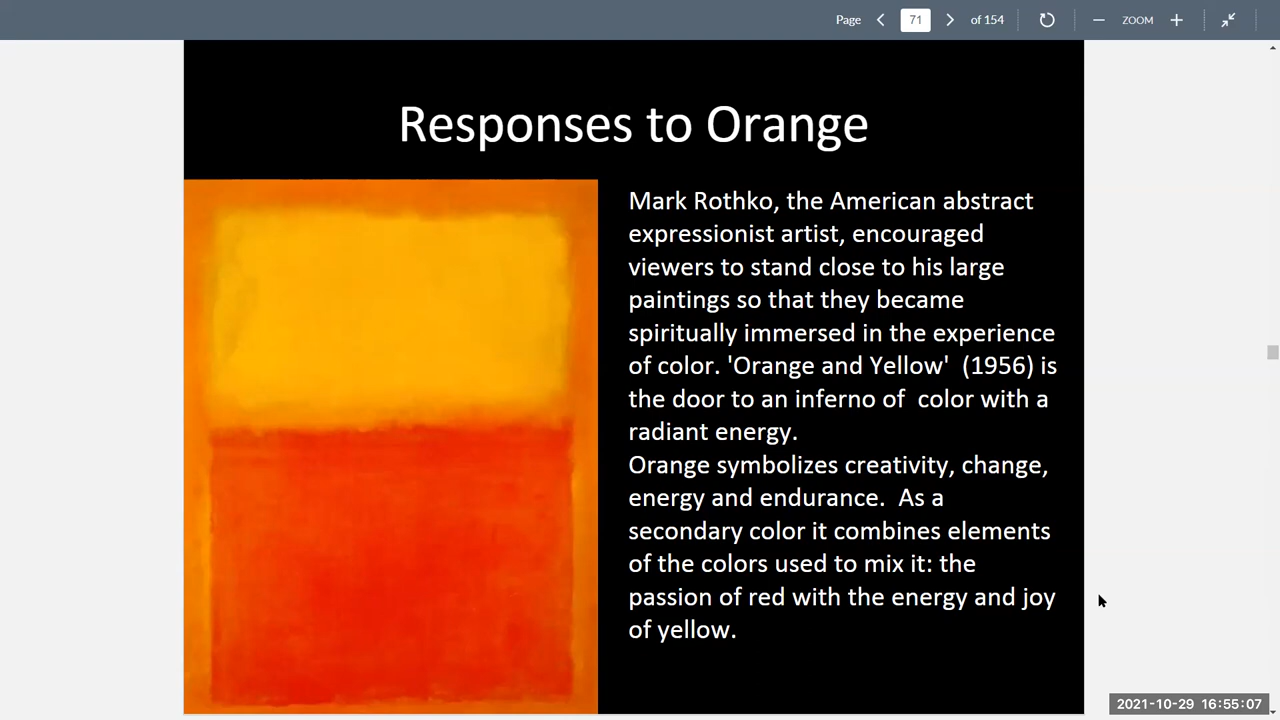 Page 71 of 154 ZOOM
Responses to Orange
Mark Rothko, the American abstract
expressionist artist, encouraged
viewers to stand close to his large
paintings so that they became
spiritually immersed in the experience
of color. 'Orange and Yellow'  (1956) is
the door to an inferno of  color with a
radiant energy.
Orange symbolizes creativity, change,
energy and endurance.  As a
secondary color it combines elements
of the colors used to mix it: the
passion of red with the energy and joy
of yellow.
2021-10-29 16:55:07